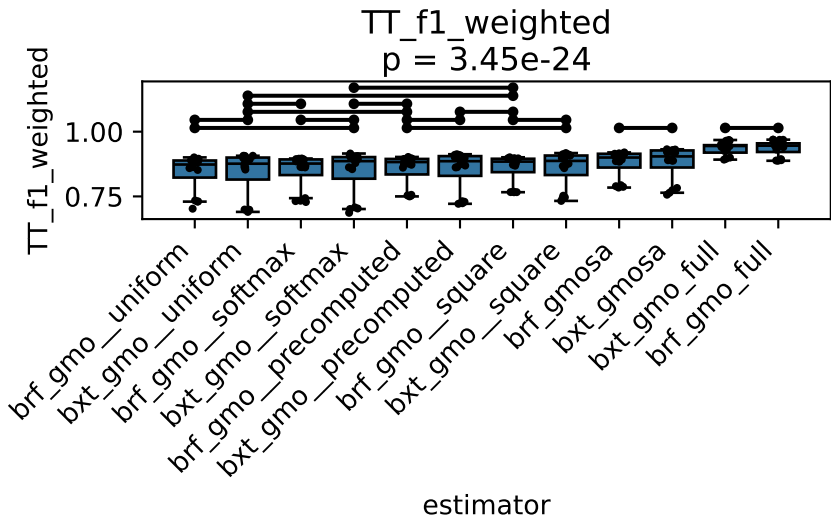 TT_f1_weighted
p = 3.45e-24
TT_f1_weighted
1.00
0.75
brf_gmo__uniform
bxt_gmo__uniform
brf_gmo__softmax
bxt_gmo__softmax
brf_gmo__precomputed
bxt_gmo__precomputed
brf_gmo__square
bxt_gmo__square
brf_gmosa
bxt_gmosa
bxt_gmo_full
brf_gmo_full
estimator